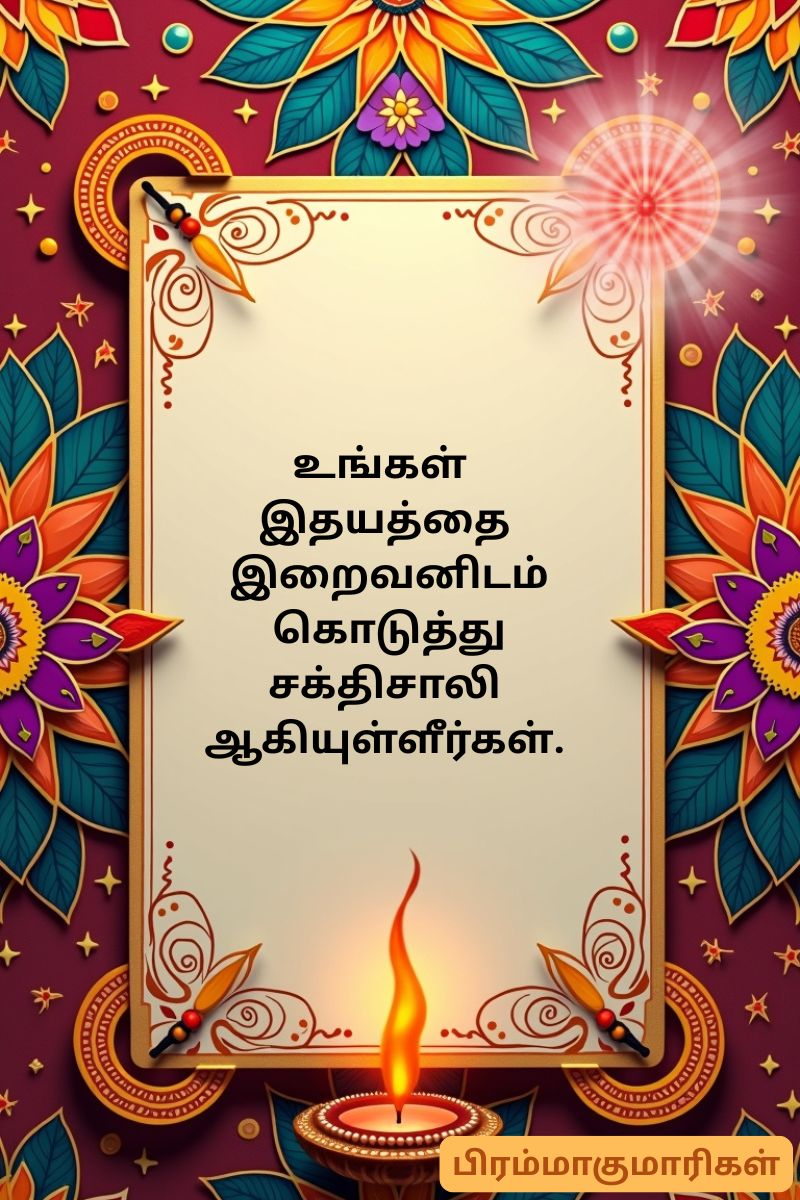 உங்கள்
இதயத்தை
இறைவனிடம்
கொடுத்து
சக்திசாலி
ஆகியுள்ளீர்கள்.
பிரம்மாகுமாரிகள்